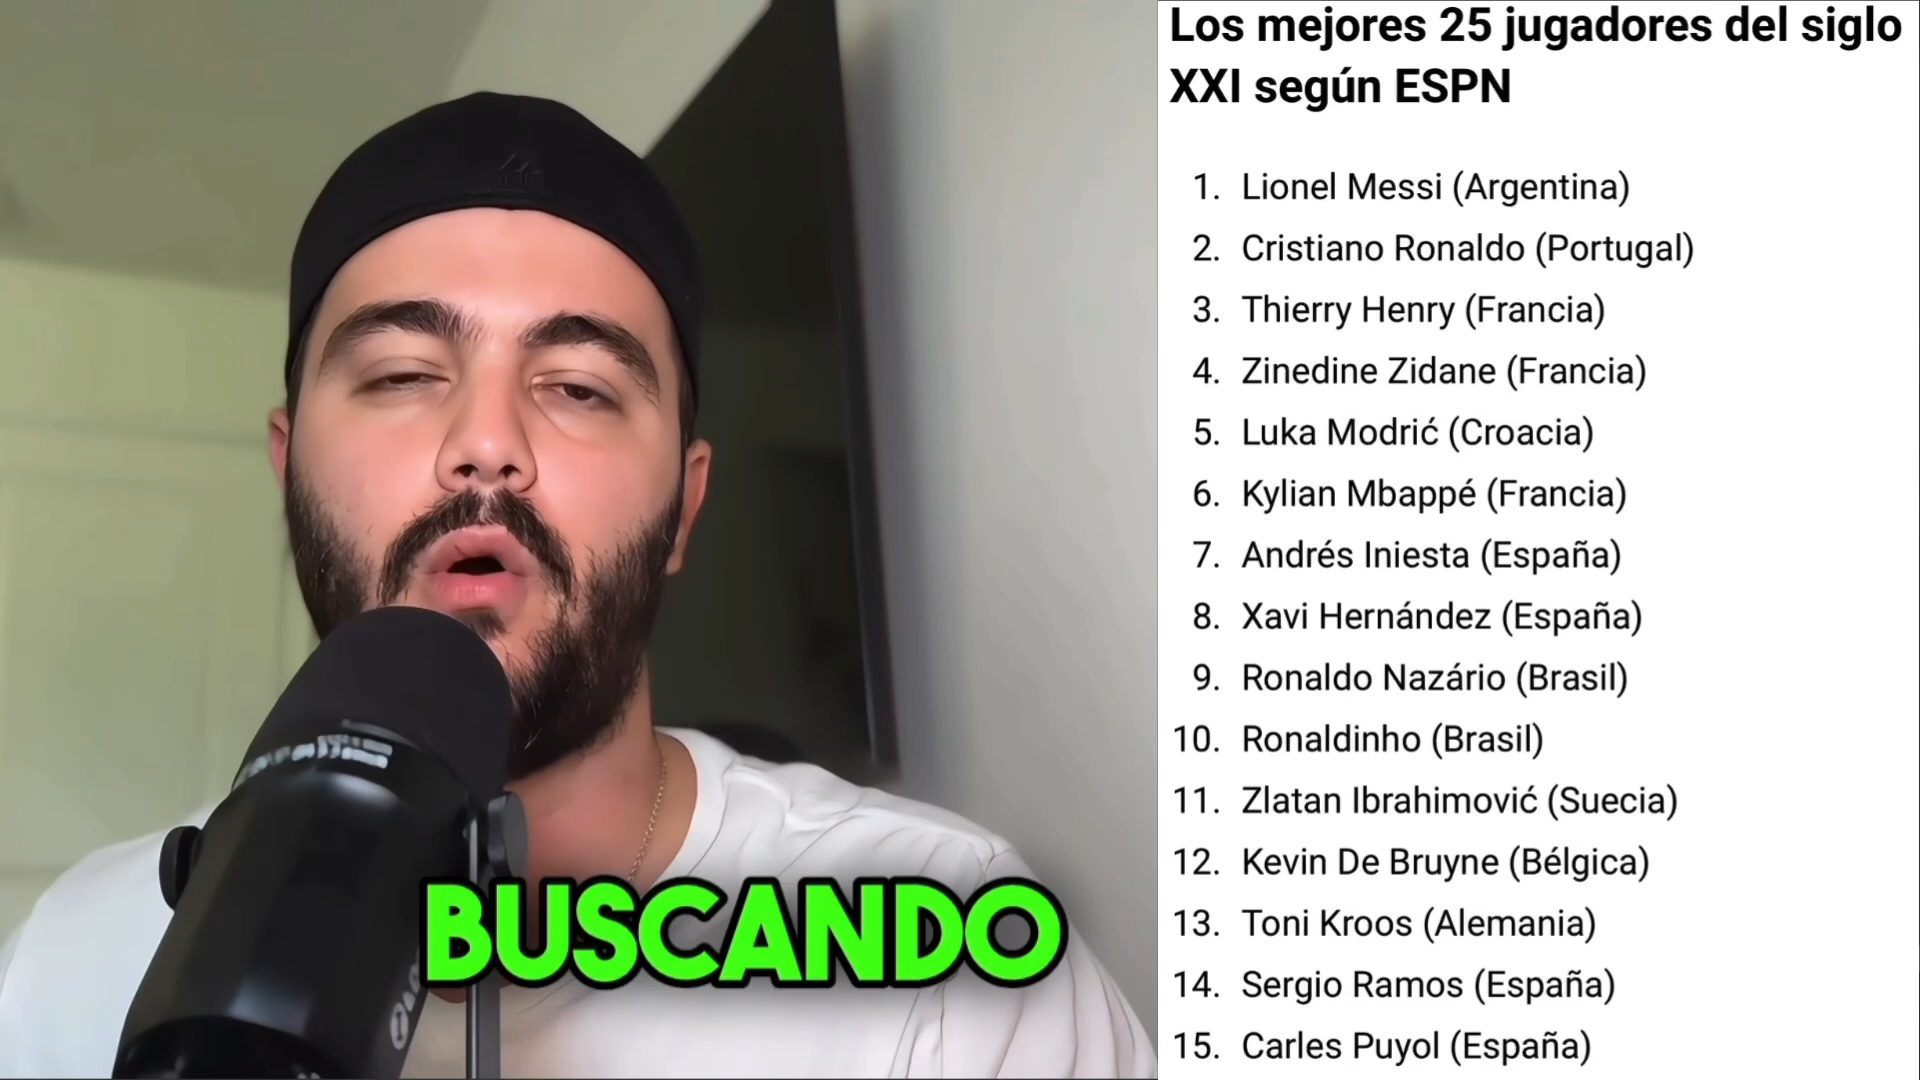 Los mejores 25 jugadores del siglo
XXI según ESPN
1. Lionel Messi (Argentina)
2. Cristiano Ronaldo (Portugal)
3. Thierry Henry (Francia)
4. Zinedine Zidane (Francia)
5. Luka Modrić (Croacia)
6. Kylian Mbappé (Francia)
7. Andrés Iniesta (España)
8. Xavi Hernández (España)
9. Ronaldo Nazário (Brasil)
10. Ronaldinho (Brasil)
11. Zlatan Ibrahimović (Suecia)
12. Kevin De Bruyne (Bélgica)
13. Toni Kroos (Alemania)
14. Sergio Ramos (España)
15. Carles Puyol (España)
BUSCANDO